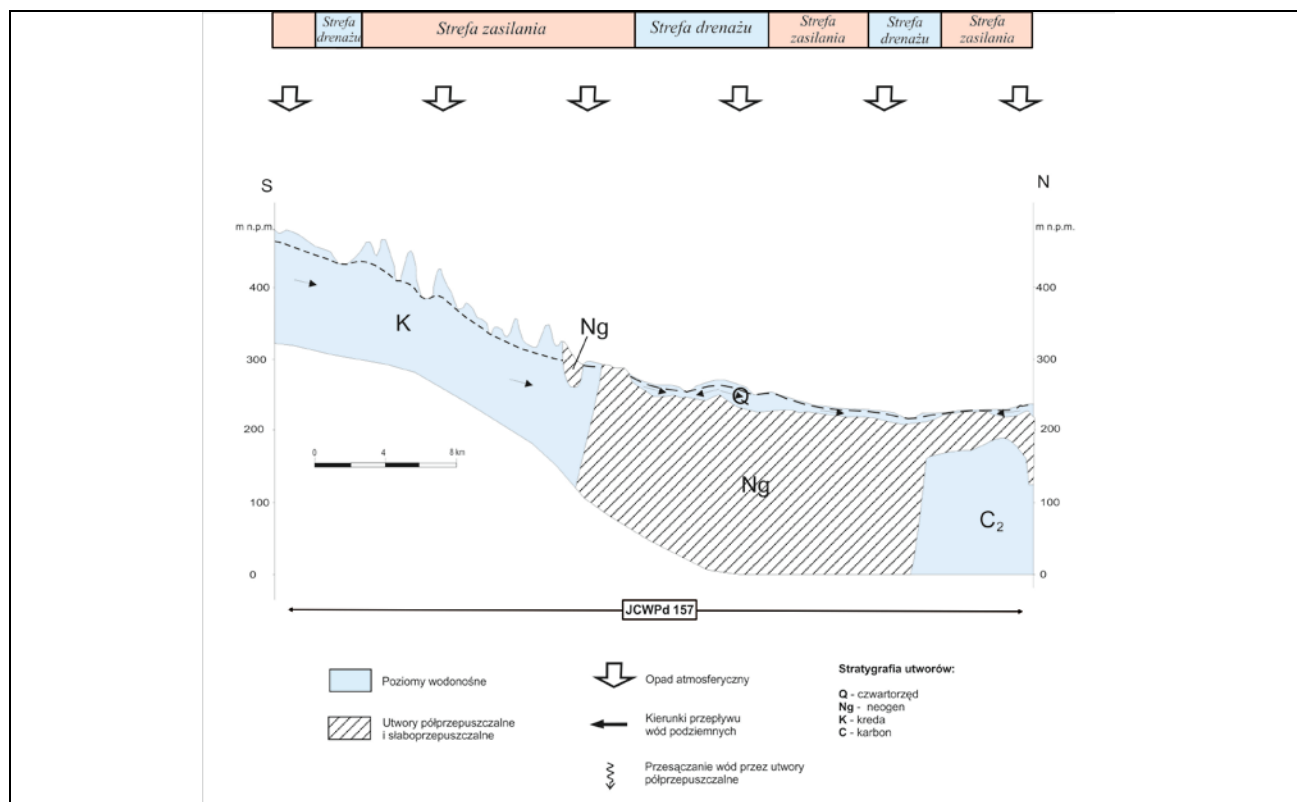 Strefa
drenażu
Strefa zasilania
Strefa drenażu
Strefa
zasilania
Strefa
drenażu
Strefa
zasilania
S
N
m n.p.m.
m n.p.m.
400
400
K
Ng
300
300
Q
200
200
0 4 8 km
Ng
100
100
C₂
0
0
JCWPd 157
Poziomy wodonośne
Utwory półprzepuszczalne
i słaboprzepuszczalne
Opad atmosferyczny
Kierunki przepływu
wód podziemnych
Przesączanie wód przez utwory
półprzepuszczalne
Stratygrafia utworów:
Q - czwartorzęd
Ng - neogen
K - kreda
C - karbon